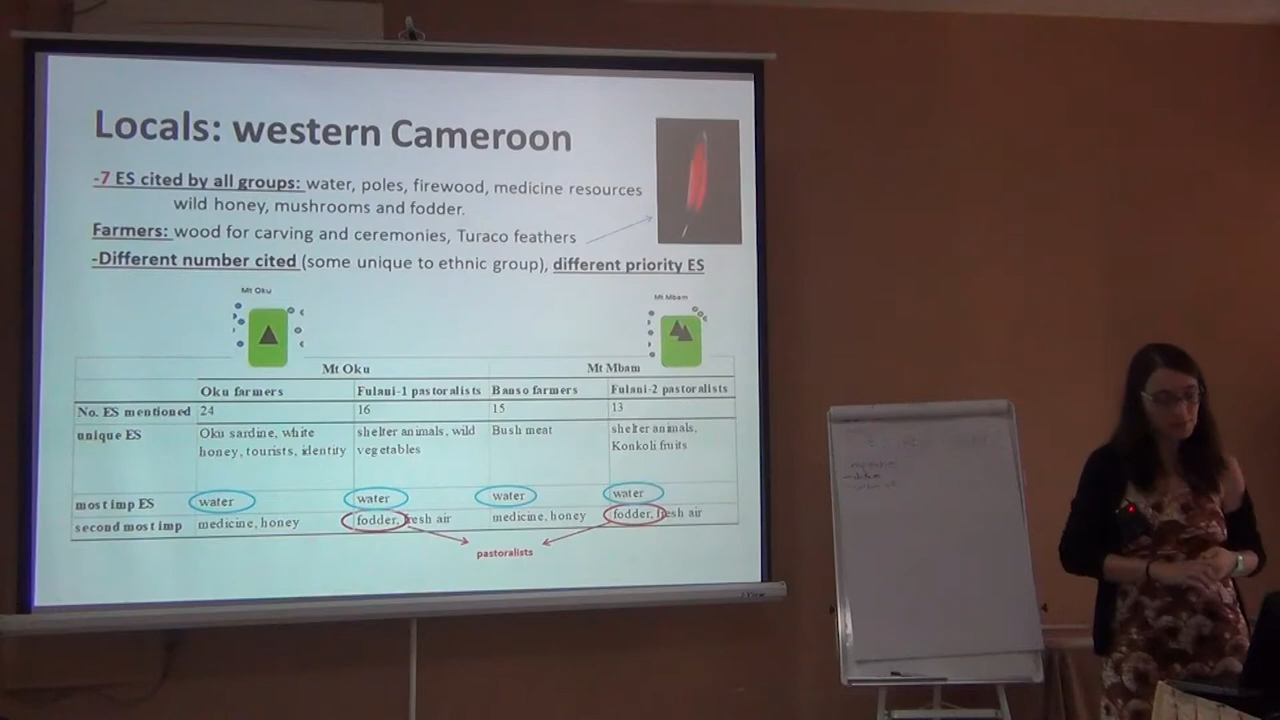 Locals: western Cameroon
-7 ES cited by all groups: water, poles, firewood, medicine resources
wild honey, mushrooms and fodder.
Farmers: wood for carving and ceremonies, Turaco feathers
-Different number cited (some unique to ethnic group), different priority ES
Mt Oku
Mt Mbam
Mt Oku Mt Mbam
Oku farmers Fulani-1 pastoralists Banso farmers Fulani-2 pastoralists
No. ES mentioned 24 16 15 13
unique ES Oku sardine, white shelter animals, wild Bush meat shelter animals,
honey, tourists, identity vegetables Konkoli fruits
most imp ES water water water water
second most imp medicine, honey fodder, fresh air medicine, honey fodder, fresh air
pastoralists